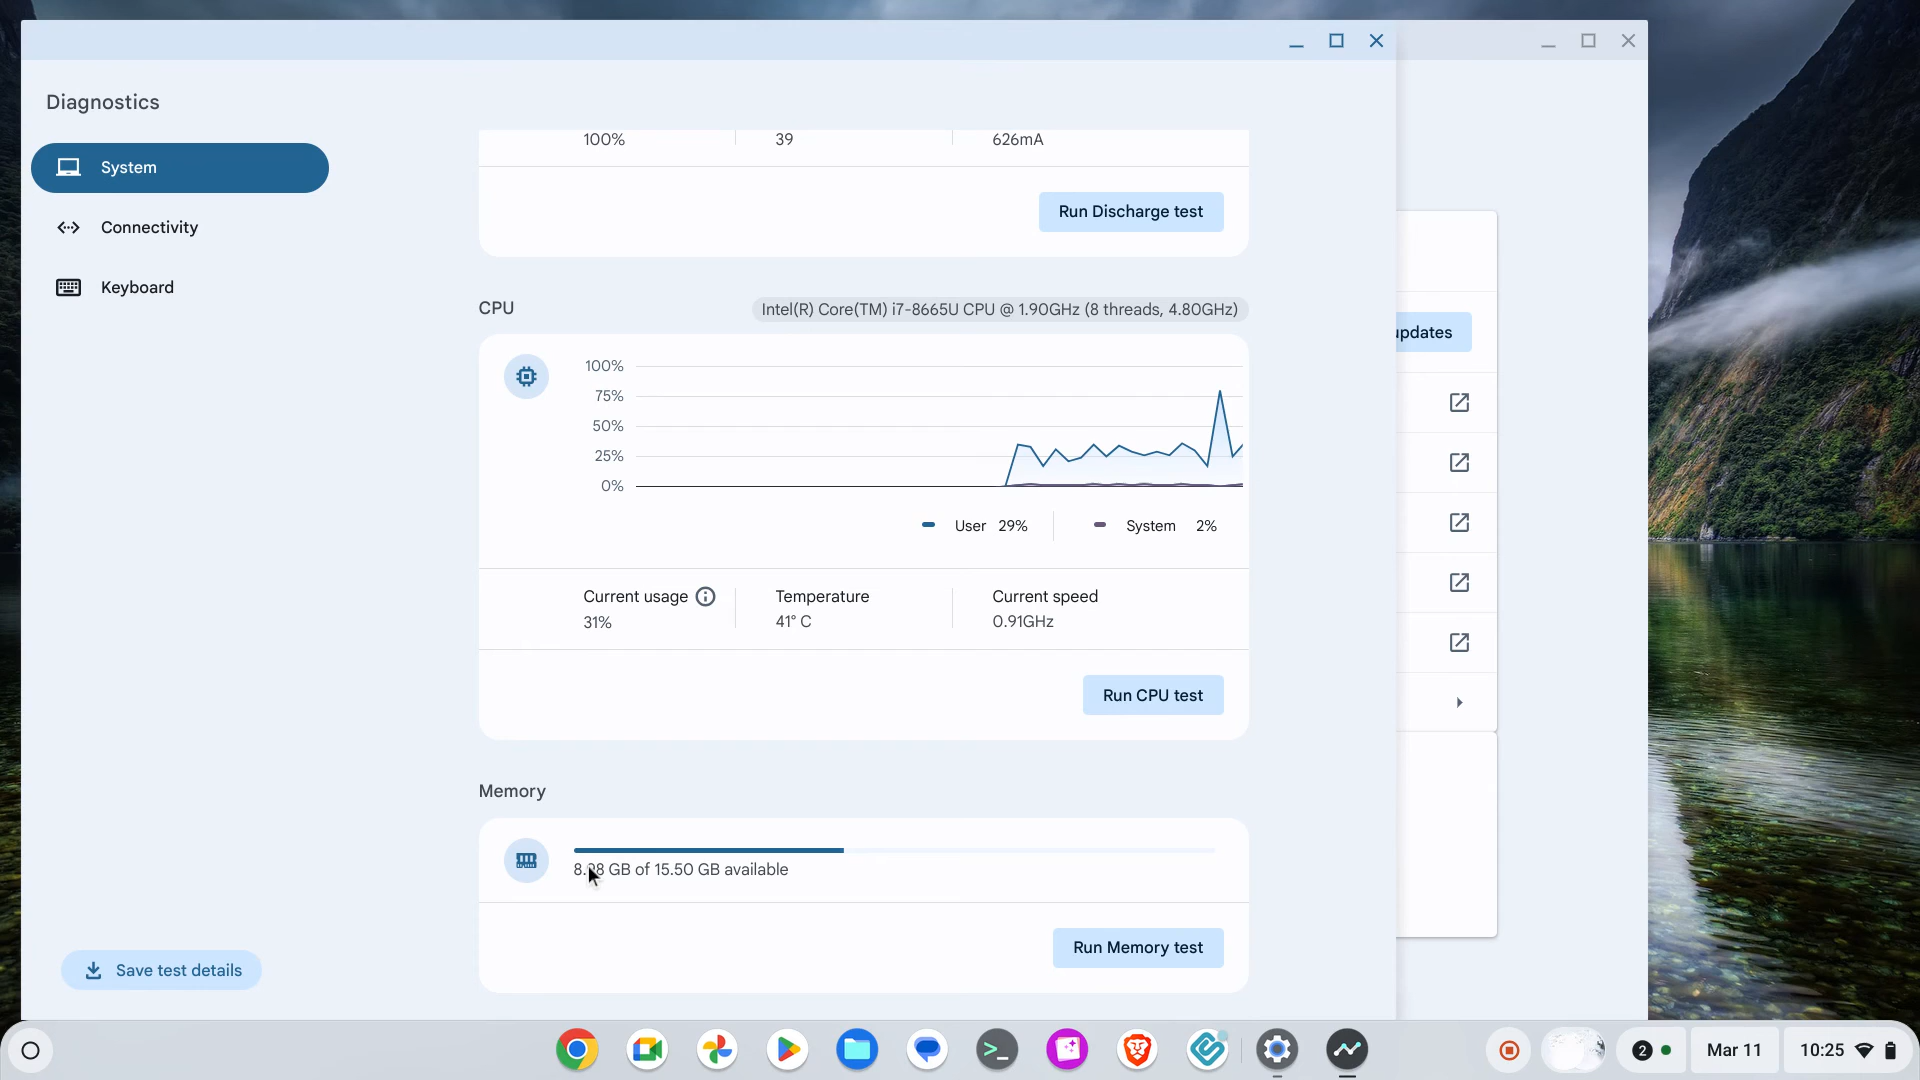 Diagnostics
System
Connectivity
Keyboard
Save test details
100%
39
626mA
Run Discharge test
CPU
Intel(R) Core(TM) i7-8665U CPU @ 1.90GHz (8 threads, 4.80GHz)
100%
75%
50%
25%
0%
User 29%
System 2%
Current usage
31%
Temperature
41° C
Current speed
0.91GHz
Run CPU test
Memory
GB of 15.50 GB available
Run Memory test
updates
2
Mar 11
10:25